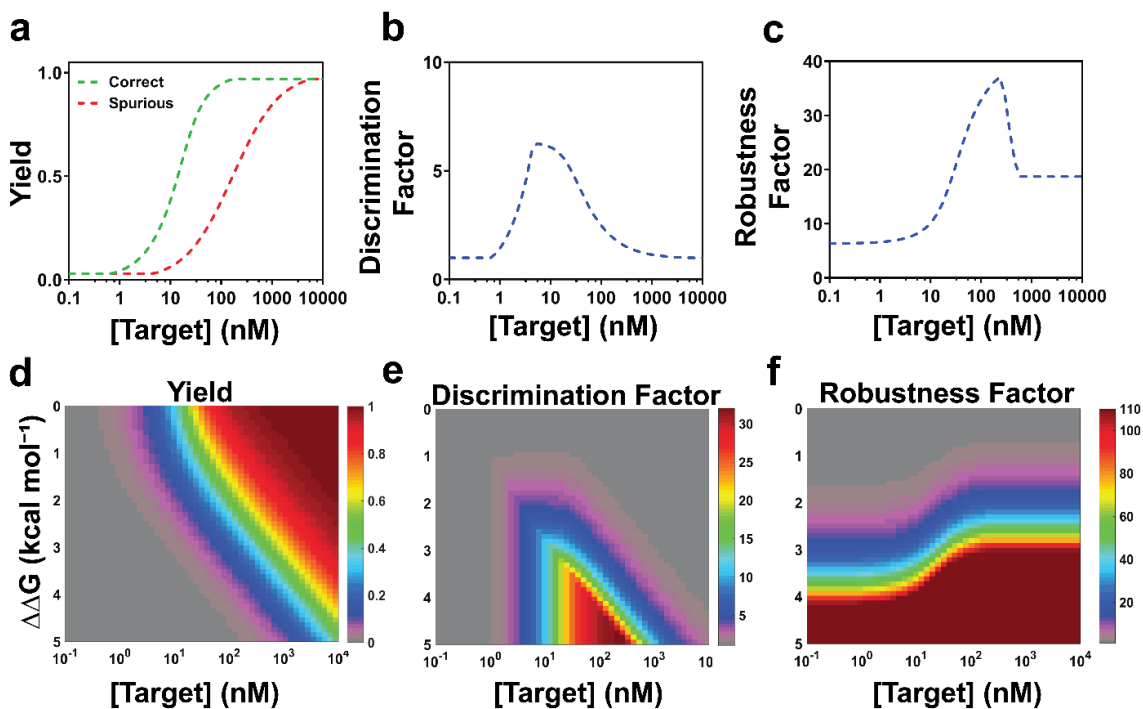 a
b
c
1.0
0.5
0.0
Yield
Correct
Spurious
0.1 1 10 100 1000 10000
[Target] (nM)
10
5
0
Discrimination
Factor
0.1 1 10 100 1000 10000
[Target] (nM)
40
30
20
10
0
Robustness
Factor
0.1 1 10 100 1000 10000
[Target] (nM)
d
Yield
0
1
2
3
4
5
ΔΔG (kcal mol⁻¹)
10⁻¹ 10⁰ 10¹ 10² 10³ 10⁴
[Target] (nM)
1
0.8
0.6
0.4
0.2
0
e
Discrimination Factor
0
1
2
3
4
5
10⁻¹ 10⁰ 10¹ 10² 10³ 10
[Target] (nM)
30
25
20
15
10
5
f
Robustness Factor
0
1
2
3
4
5
10⁻¹ 10⁰ 10¹ 10² 10³ 10⁴
[Target] (nM)
110
100
80
60
40
20